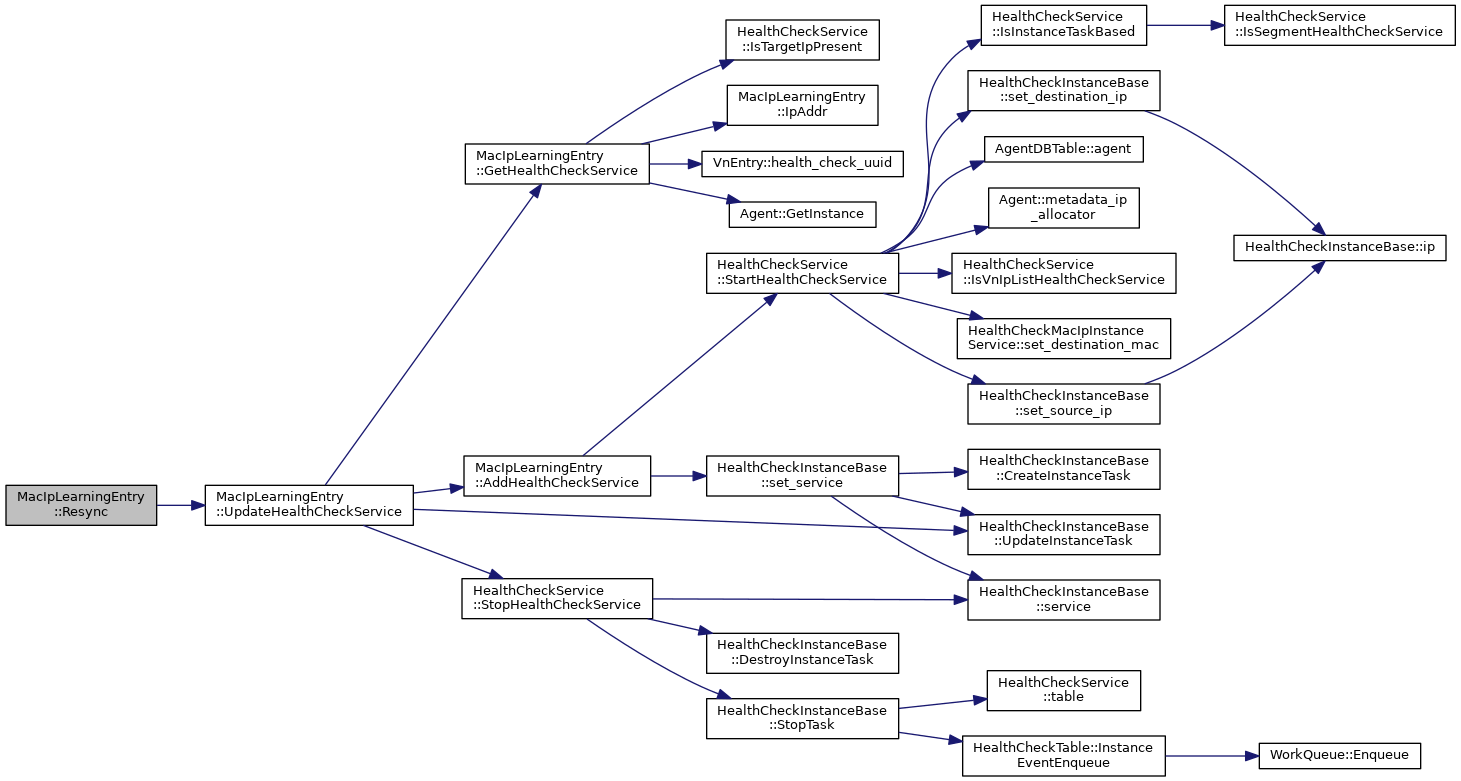 MacIpLearningEntry
::Resync
MacIpLearningEntry
::UpdateHealthCheckService
MacIpLearningEntry
::GetHealthCheckService
HealthCheckService
::IsTargetIpPresent
MacIpLearningEntry
::IpAddr
VnEntry::health_check_uuid
Agent::GetInstance
MacIpLearningEntry
::AddHealthCheckService
HealthCheckService
::StartHealthCheckService
HealthCheckService
::IsInstanceTaskBased
HealthCheckService
::IsSegmentHealthCheckService
HealthCheckInstanceBase
::set_destination_ip
AgentDBTable::agent
Agent::metadata_ip
_allocator
HealthCheckService
::IsVnIpListHealthCheckService
HealthCheckMacIpInstance
Service::set_destination_mac
HealthCheckInstanceBase
::set_source_ip
HealthCheckInstanceBase::ip
HealthCheckInstanceBase
::set_service
HealthCheckInstanceBase
::CreateInstanceTask
HealthCheckInstanceBase
::UpdateInstanceTask
HealthCheckInstanceBase
::service
HealthCheckService
::StopHealthCheckService
HealthCheckInstanceBase
::DestroyInstanceTask
HealthCheckInstanceBase
::StopTask
HealthCheckService
::table
HealthCheckTable::Instance
EventEnqueue
WorkQueue::Enqueue